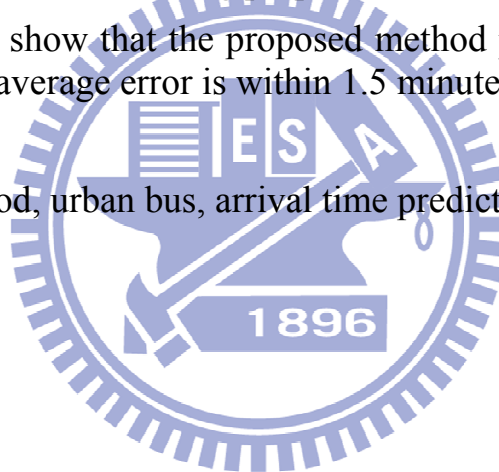 show that the proposed method
average error is within 1.5 minute
E S A
od, urban bus, arrival time predict
1896